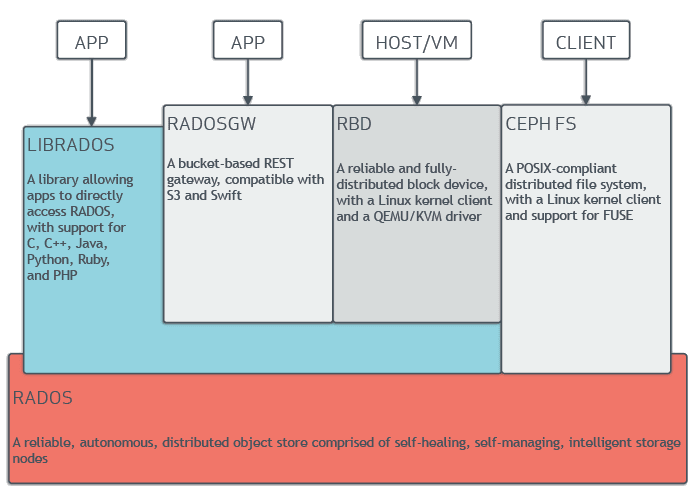 APP
APP
HOST/VM
CLIENT
LIBRADOS
A library allowing
apps to directly
access RADOS,
with support for
C, C++, Java,
Python, Ruby,
and PHP
RADOSGW
A bucket-based REST
gateway, compatible with
S3 and Swift
RBD
A reliable and fully-
distributed block device,
with a Linux kernel client
and a QEMU/KVM driver
CEPH FS
A POSIX-compliant
distributed file system,
with a Linux kernel client
and support for FUSE
RADOS
A reliable, autonomous, distributed object store comprised of self-healing, self-managing, intelligent storage
nodes